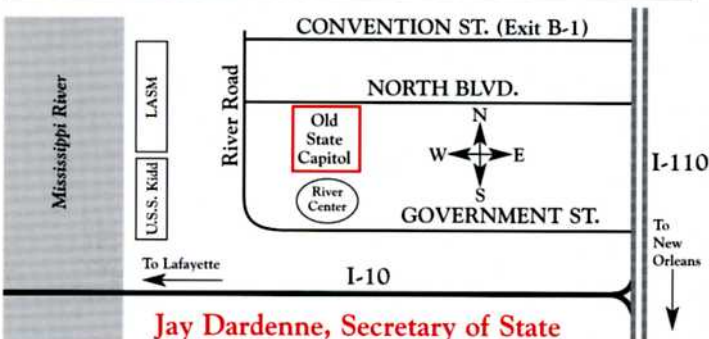 CONVENTION ST. (Exit B-1)
Mississippi River
LASM
River Road
NORTH BLVD.
Old
State
Capitol
N
W
E
S
I-110
U.S.S. Kidd
River
Center
GOVERNMENT ST.
To
New
Orleans
To Lafayette
I-10
Jay Dardenne, Secretary of State